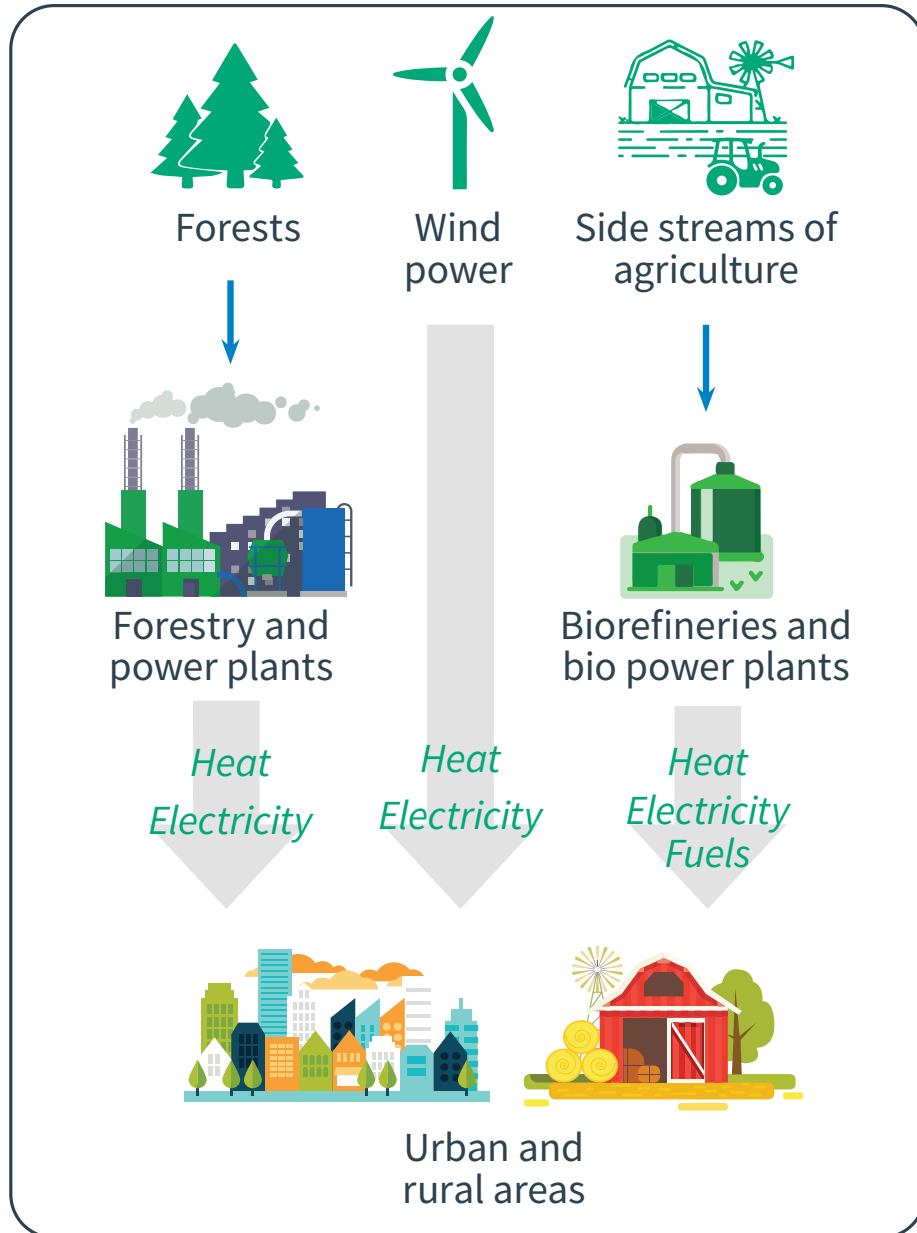 Forests
Wind
power
Side streams of
agriculture
Forestry and
power plants
Biorefineries and
bio power plants
Heat
Electricity
Heat
Electricity
Heat
Electricity
Fuels
Urban and
rural areas